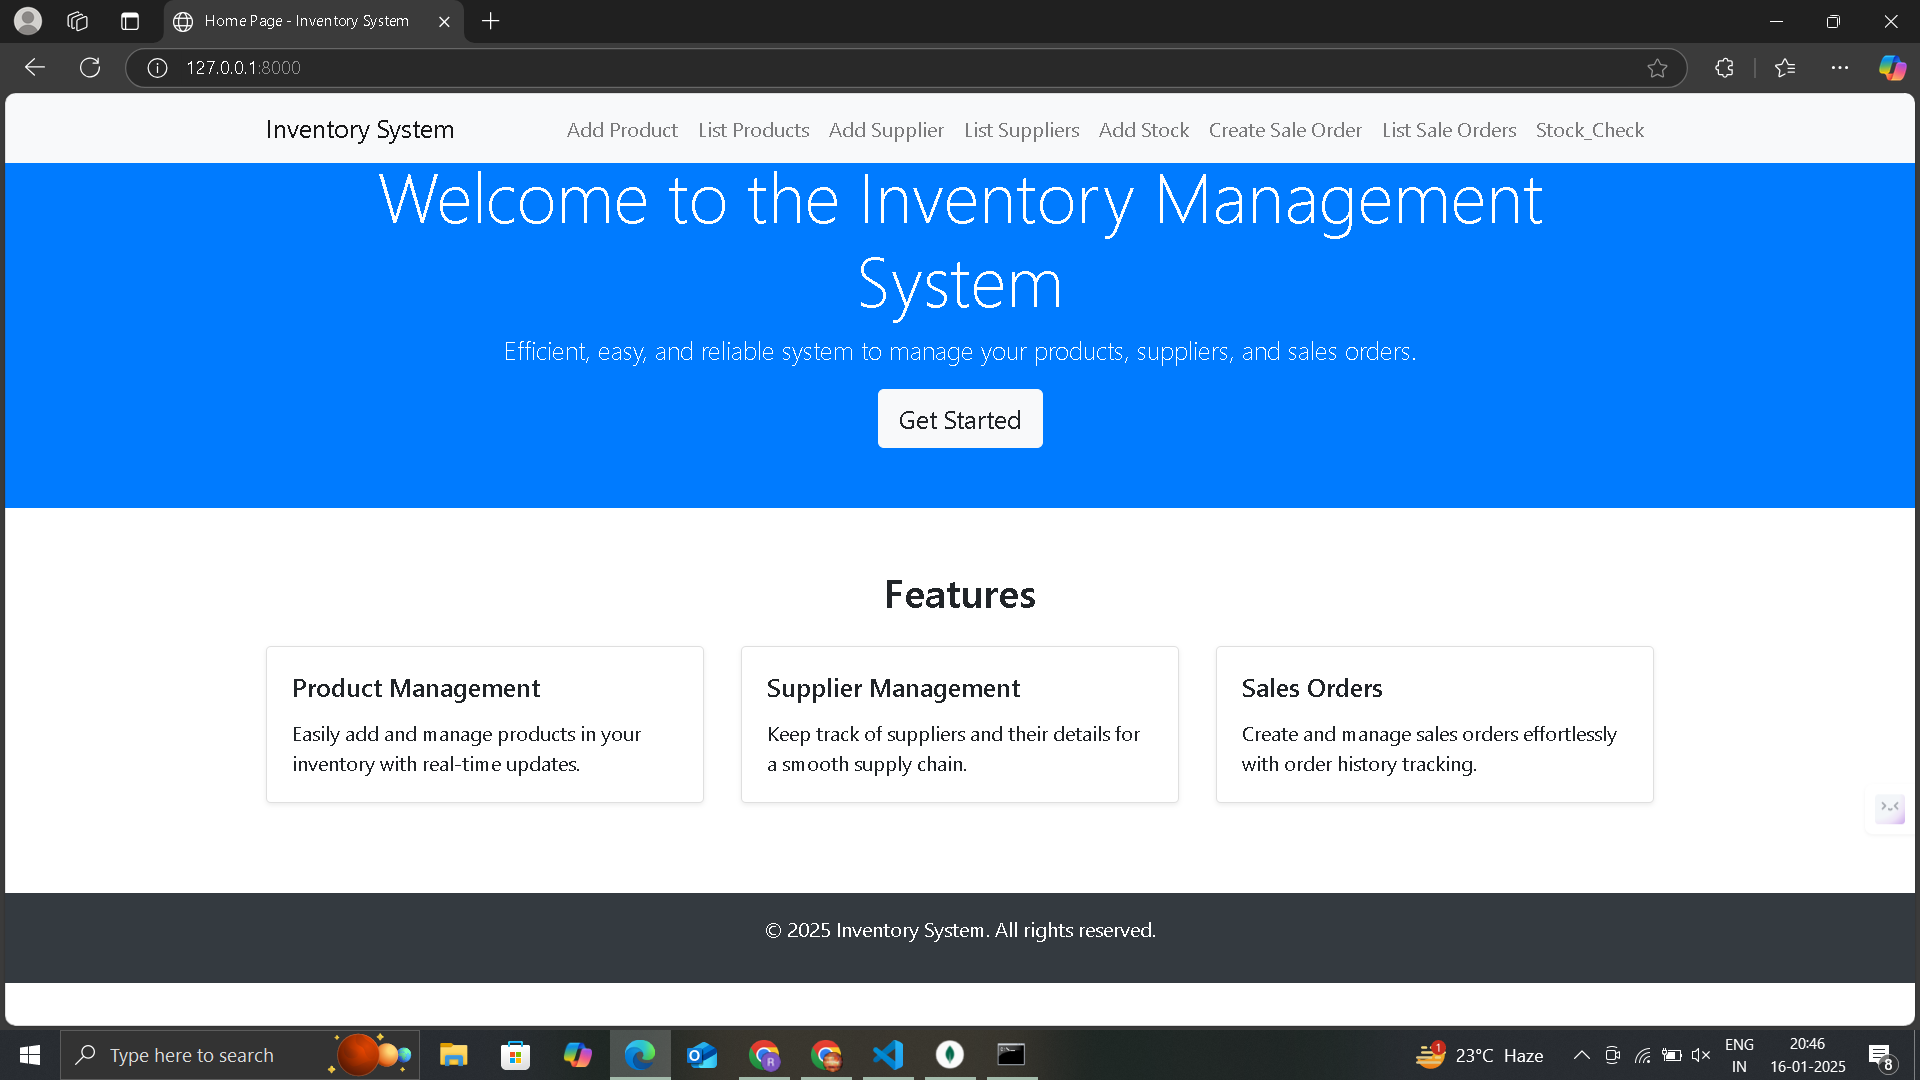 Home Page - Inventory System
127.0.0.1:8000
Inventory System
Add Product List Products Add Supplier List Suppliers Add Stock Create Sale Order List Sale Orders Stock_Check
Welcome to the Inventory Management
System
Efficient, easy, and reliable system to manage your products, suppliers, and sales orders.
Get Started
Features
Product Management
Easily add and manage products in your
inventory with real-time updates.
Supplier Management
Keep track of suppliers and their details for
a smooth supply chain.
Sales Orders
Create and manage sales orders effortlessly
with order history tracking.
© 2025 Inventory System. All rights reserved.
Type here to search
R
1
23°C Haze
ENG
IN
20:46
16-01-2025
8